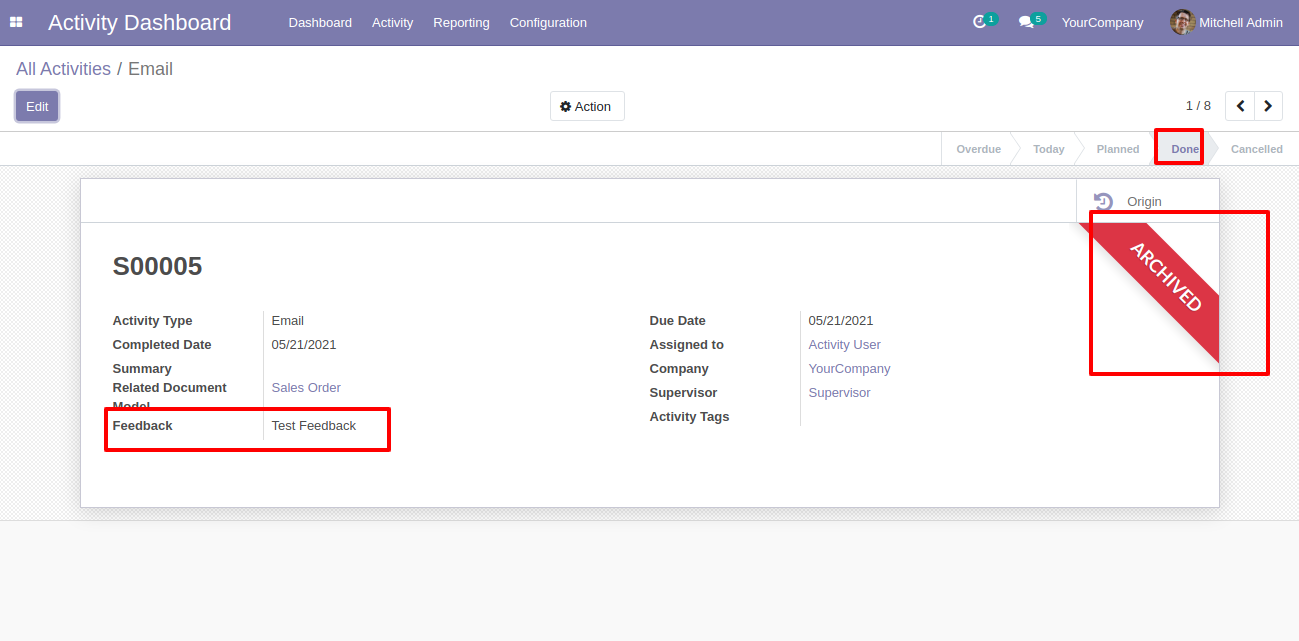 Activity Dashboard Dashboard Activity Reporting Configuration 1 5 YourCompany Mitchell Admin
All Activities / Email
Edit Action 1 / 8
Overdue Today Planned Done Cancelled
Origin
ARCHIVED
S00005
Activity Type Email Due Date 05/21/2021
Completed Date 05/21/2021 Assigned to Activity User
Summary Company YourCompany
Related Document Sales Order Supervisor Supervisor
Model
Feedback Test Feedback Activity Tags